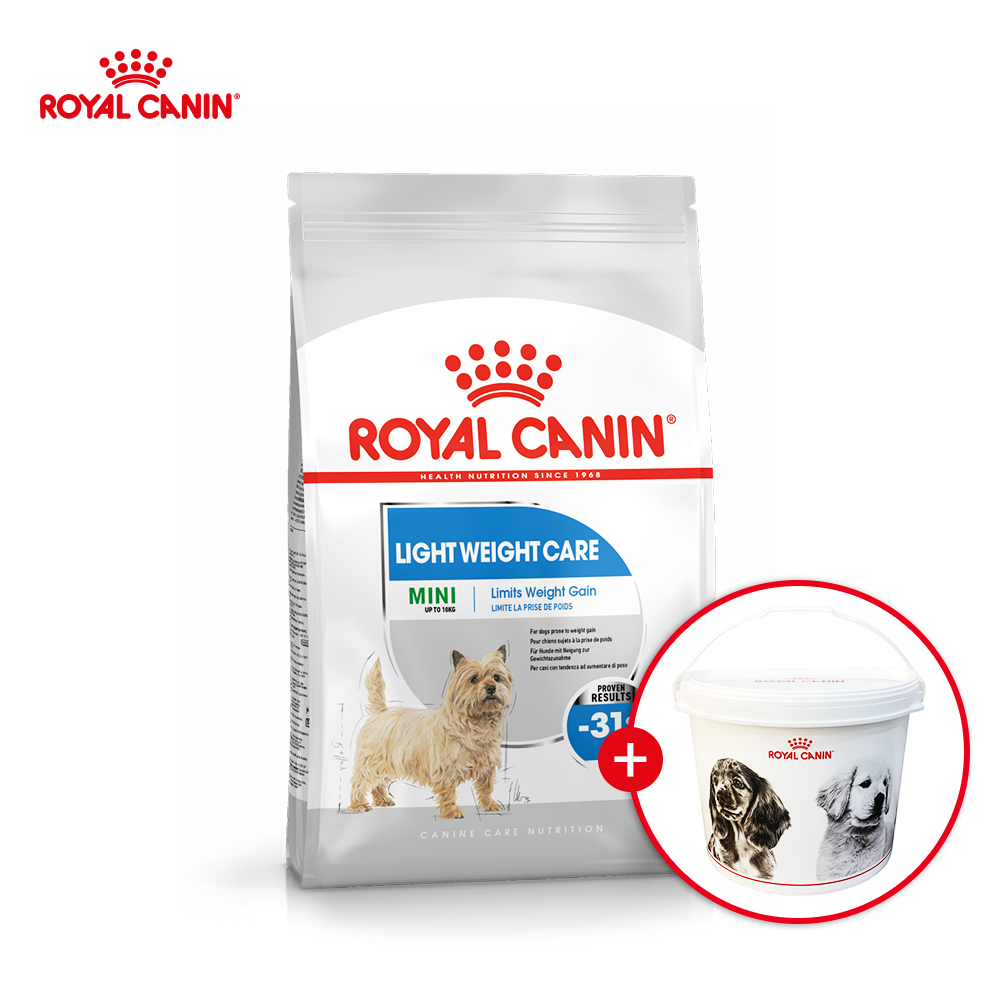 ROYAL CANIN®
ROYAL CANIN®
HEALTH NUTRITION SINCE 1968
LIGHT WEIGHT CARE
MINI
UP TO 10KG
Limits Weight Gain
LIMITE LA PRISE DE POIDS
For dogs prone to weight gain
Pour chiens sujets à la prise de poids
Für Hunde mit Neigung zur
Gewichtszunahme
Per cani con tendenza ad aumentare di peso
PROVEN
RESULTS
-31
+
CANINE CARE NUTRITION
ROYAL CANIN
ROYAL CANIN